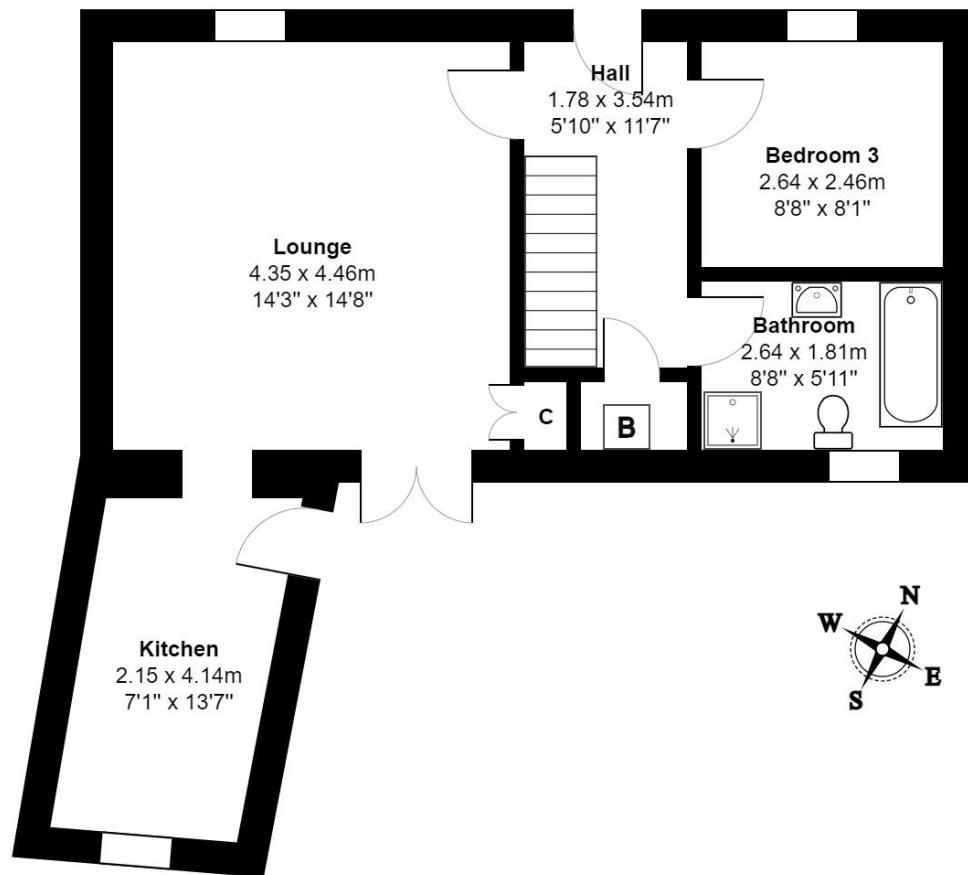 Hall
1.78 x 3.54m
5'10" x 11'7"
Bedroom 3
2.64 x 2.46m
8'8" x 8'1"
Lounge
4.35 x 4.46m
14'3" x 14'8"
Bathroom
2.64 x 1.81m
8'8" x 5'11"
C
B
Kitchen
2.15 x 4.14m
7'1" x 13'7"
N
W
E
S